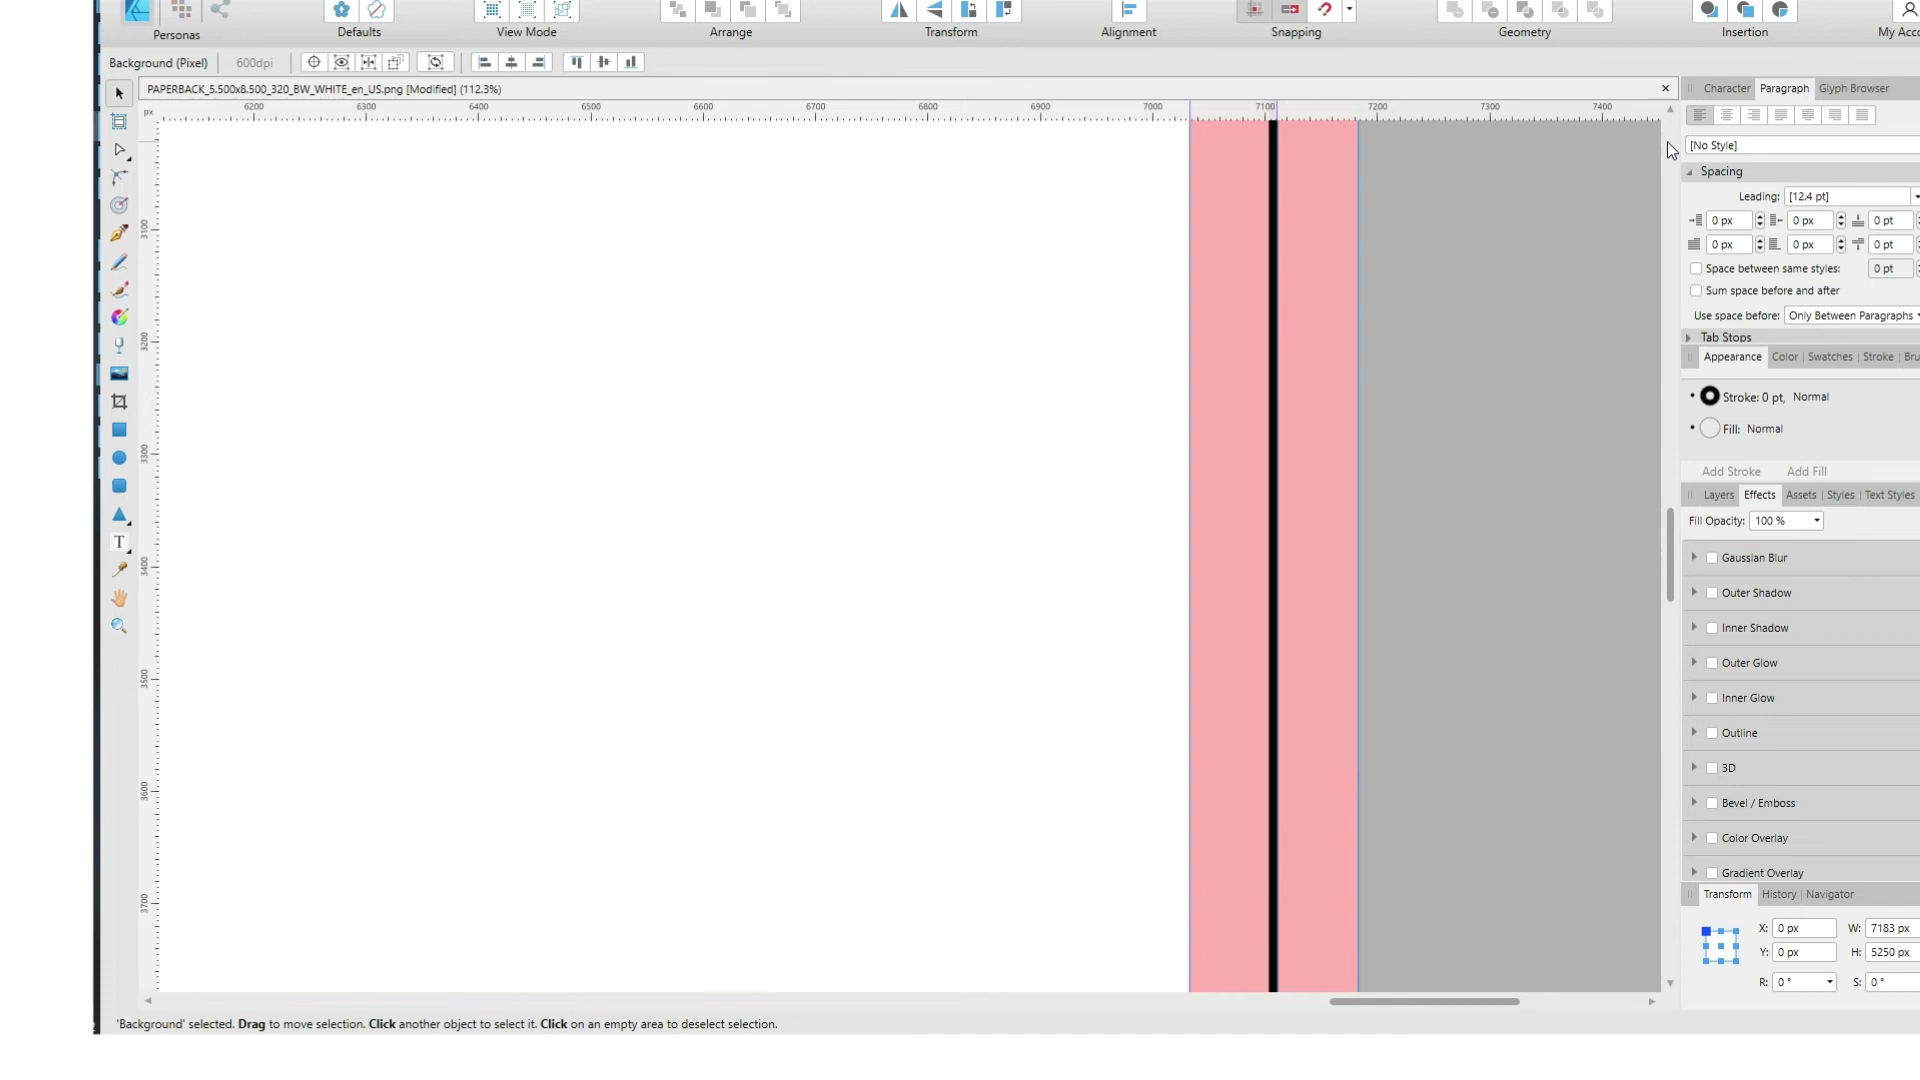 Personas
Defaults
View Mode
Arrange
Transform
Alignment
Snapping
Geometry
Insertion
My Acco
Background (Pixel)
600dpi
PAPERBACK_5.500x8.500_320_BW_WHITE_en_US.png [Modified] (112.3%)
px
6200
6300
6400
6500
6600
6700
6800
6900
7000
7100
7200
7300
7400
3100
3200
3300
3400
3500
3600
3700
T
Character
Paragraph
Glyph Browser
[No Style]
Spacing
Leading: [12.4 pt]
0 px 0 px 0 pt
0 px 0 px 0 pt
Space between same styles: 0 pt
Sum space before and after
Use space before: Only Between Paragraphs
Tab Stops
Appearance Color Swatches Stroke Bru
Stroke: 0 pt, Normal
Fill: Normal
Add Stroke Add Fill
Layers Effects Assets Styles Text Styles
Fill Opacity: 100 %
Gaussian Blur
Outer Shadow
Inner Shadow
Outer Glow
Inner Glow
Outline
3D
Bevel / Emboss
Color Overlay
Gradient Overlay
Transform History Navigator
X: 0 px W: 7183 px
Y: 0 px H: 5250 px
R: 0 ° S: 0 °
'Background' selected. Drag to move selection. Click another object to select it. Click on an empty area to deselect selection.